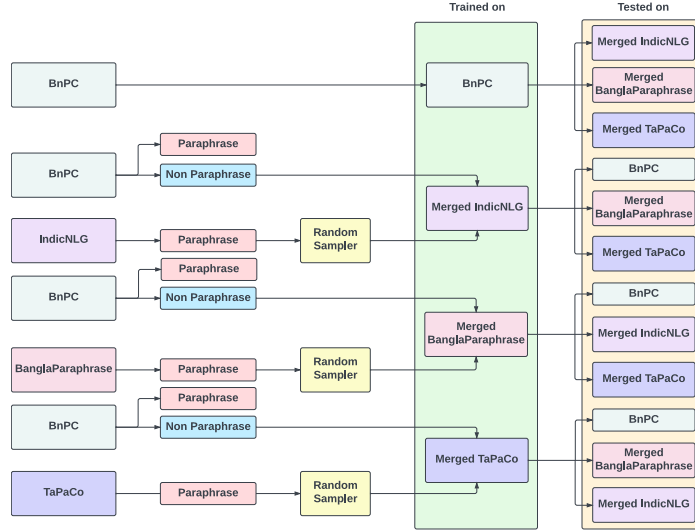 Trained on
Tested on
BnPC
BnPC
Merged IndicNLG
Merged
BanglaParaphrase
Merged TaPaCo
BnPC
Paraphrase
Non Paraphrase
IndicNLG
Paraphrase
Random
Sampler
Merged IndicNLG
BnPC
Merged
BanglaParaphrase
Merged TaPaCo
BnPC
Paraphrase
Non Paraphrase
BanglaParaphrase
Paraphrase
Random
Sampler
Merged
BanglaParaphrase
BnPC
Merged IndicNLG
Merged TaPaCo
BnPC
Paraphrase
Non Paraphrase
TaPaCo
Paraphrase
Random
Sampler
Merged TaPaCo
BnPC
Merged
BanglaParaphrase
Merged IndicNLG